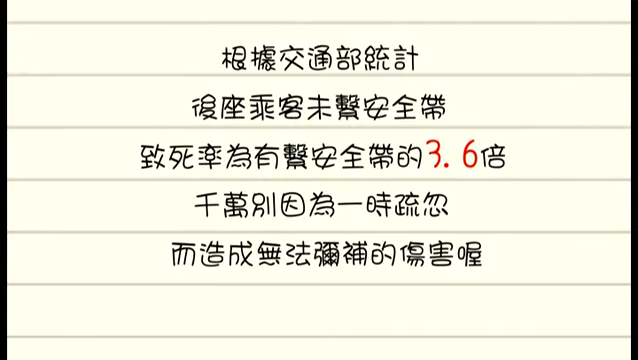 根據交通部統計
後座乘客未繫安全帶
致死率為有繫安全帶的3.6倍
千萬別因為一時疏忽
而造成無法彌補的傷害喔